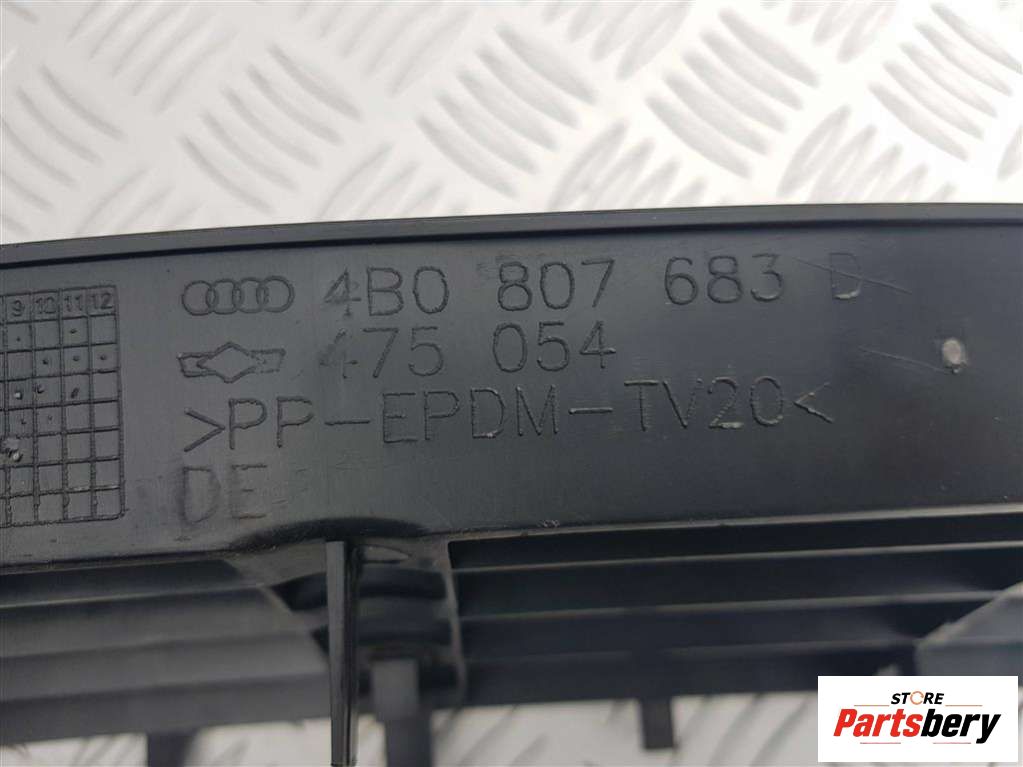 4B0 807 683 D
9 10 11 12
475 054
>PP-EPDM-TV20<
DE
STORE
Partsbery